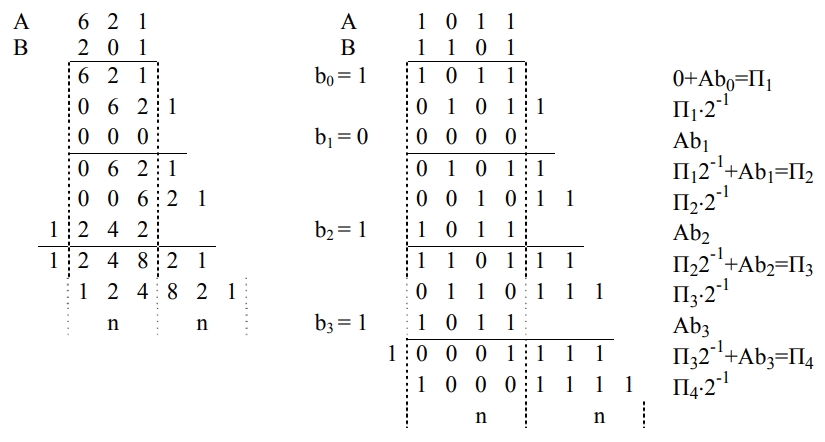 A 6 2 1 A 1 0 1 1
B 2 0 1 B 1 1 0 1
6 2 1 b₀ = 1 1 0 1 1 0+Ab₀=Π₁
0 6 2 1 0 1 0 1 1 Π₁·2⁻¹
0 0 0 b₁ = 0 0 0 0 0 Ab₁
0 6 2 1 0 1 0 1 1 Π₁2⁻¹+Ab₁=Π₂
0 0 6 2 1 0 0 1 0 1 1 Π₂·2⁻¹
1 2 4 2 b₂ = 1 1 0 1 1 Ab₂
1 2 4 8 2 1 1 1 0 1 1 1 Π₂2⁻¹+Ab₂=Π₃
1 2 4 8 2 1 0 1 1 0 1 1 1 Π₃·2⁻¹
n n b₃ = 1 1 0 1 1 Ab₃
1 0 0 0 1 1 1 1 Π₃2⁻¹+Ab₃=Π₄
1 0 0 0 1 1 1 1 Π₄·2⁻¹
n n